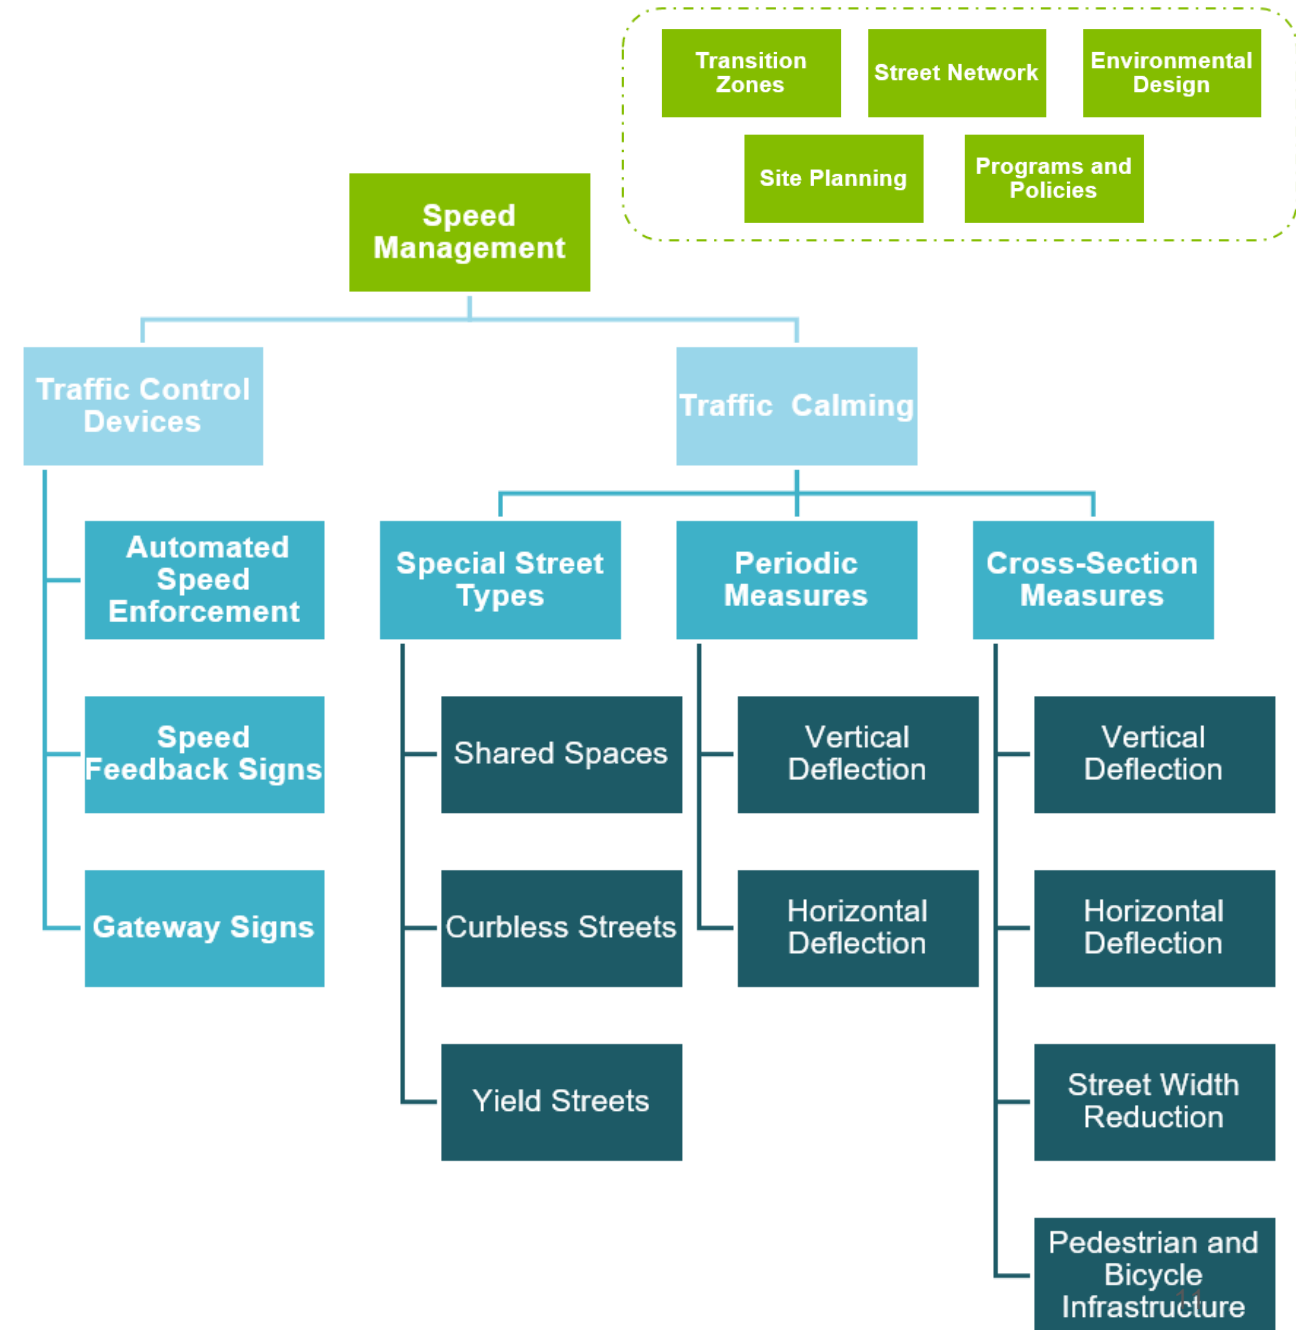 Transition
Zones
Street Network
Environmental
Design
Site Planning
Programs and
Policies
Speed
Management
Traffic Control
Devices
Traffic  Calming
Automated
Speed
Enforcement
Special Street
Types
Periodic
Measures
Cross-Section
Measures
Speed
Feedback Signs
Shared Spaces
Vertical
Deflection
Vertical
Deflection
Gateway Signs
Curbless Streets
Horizontal
Deflection
Horizontal
Deflection
Yield Streets
Street Width
Reduction
Pedestrian and
Bicycle
Infrastructure
11